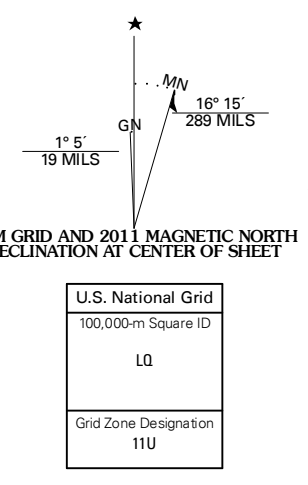 MN
GN
16° 15´
289 MILS
1° 5´
19 MILS
GRID AND 2011 MAGNETIC NORTH
AT CENTER OF SHEET
U.S. National Grid
100,000-m Square ID
LQ
Grid Zone Designation
11U